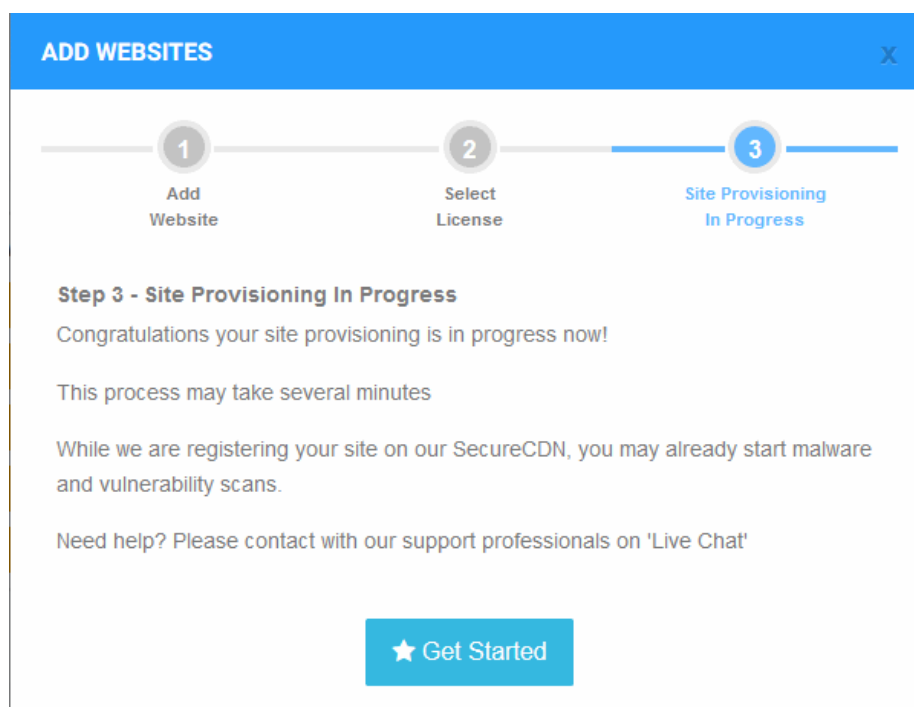 ADD WEBSITES
x
1
2
3
Add
Website
Select
License
Site Provisioning
In Progress
Step 3 - Site Provisioning In Progress
Congratulations your site provisioning is in progress now!
This process may take several minutes
While we are registering your site on our SecureCDN, you may already start malware
and vulnerability scans.
Need help? Please contact with our support professionals on 'Live Chat'
Get Started